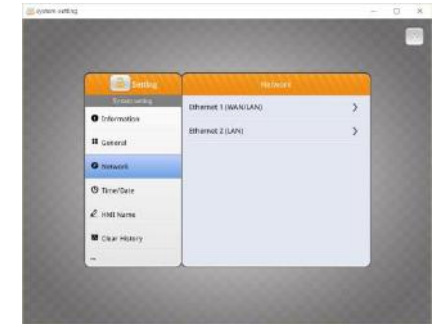 system setting
Setting
System setting
Information
General
Network
Time/Date
HMI Name
Clear History
Network
Ethernet 1 (WAN/LAN)
Ethernet 2 (LAN)